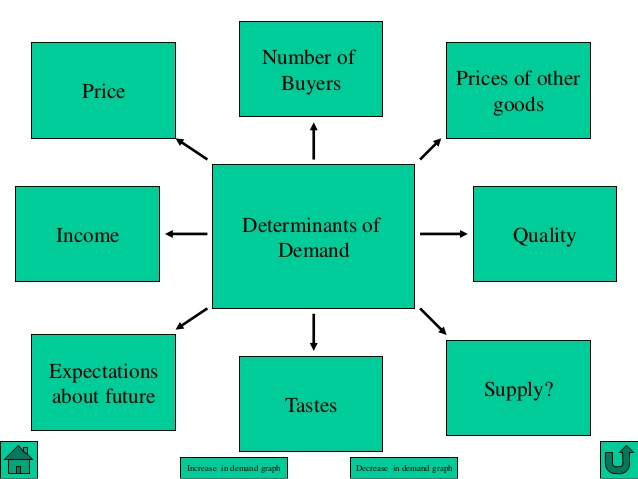 Number of
Buyers
Price
Prices of other
goods
Determinants of
Demand
Income
Quality
Expectations
about future
Tastes
Supply?
Increase in demand graph
Decrease in demand graph